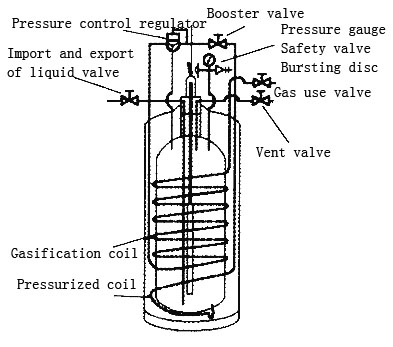 Booster valve
Pressure control regulator
Pressure gauge
Safety valve
Bursting disc
Import and export
of liquid valve
Gas use valve
Vent valve
Gasification coil
Pressurized coil